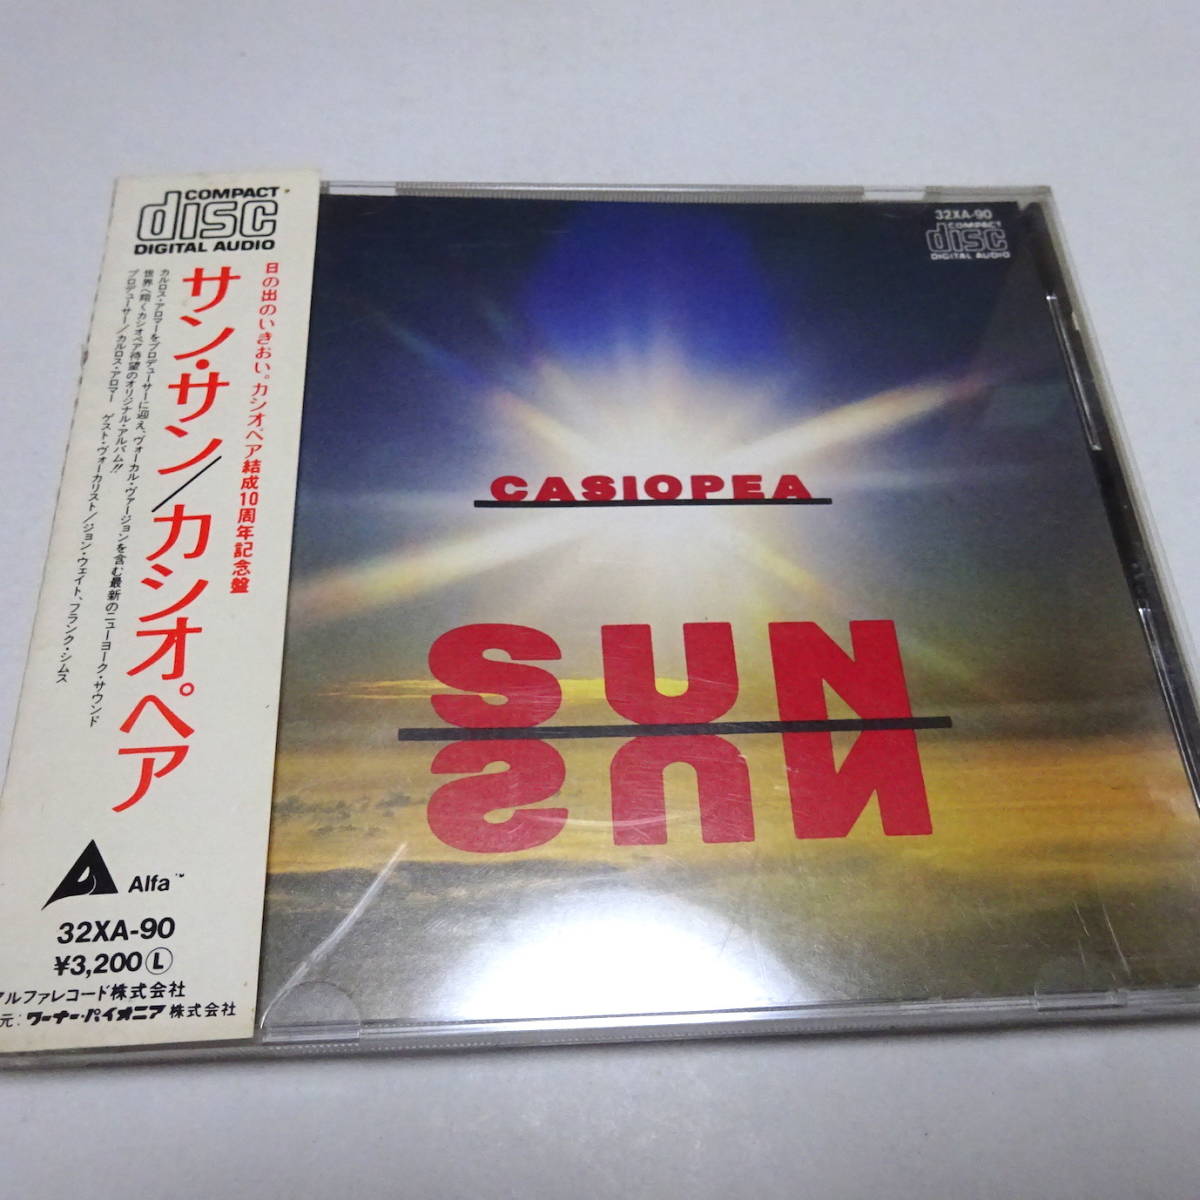 COMPACT
disc
DIGITAL AUDIO
日の出のいきおい。カシオペア結成10周年記念盤
サン・サン/カシオペア
カルロス・アロマーをプロデューサーに迎え、ヴォーカル・ヴァージョンを含む最新のニューヨーク・サウンド
世界へ翔くカシオペア待望のオリジナル・アルバム!!
プロデューサー/カルロス・アロマー ゲスト・ヴォーカリスト/ジョン・ウェイト、フランク・シムス
Alfa™
32XA-90
¥3,200Ⓛ
アルファレコード株式会社
元:ワーナー・パイオニア株式会社
32XA-90
COMPACT
disc
DIGITAL AUDIO
CASIOPEA
SUN
SUN